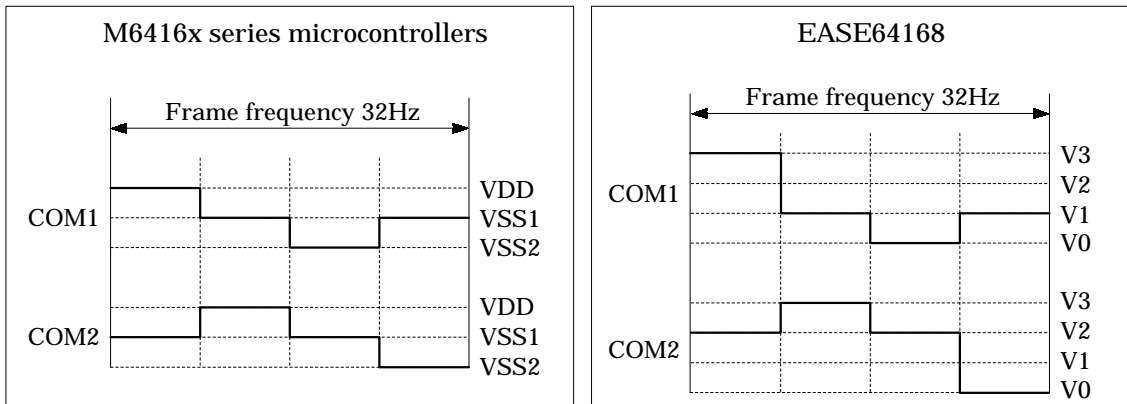 M6416x series microcontrollers
Frame frequency 32Hz
COM1
VDD
VSS1
VSS2
COM2
VDD
VSS1
VSS2
EASE64168
Frame frequency 32Hz
COM1
V3
V2
V1
V0
COM2
V3
V2
V1
V0